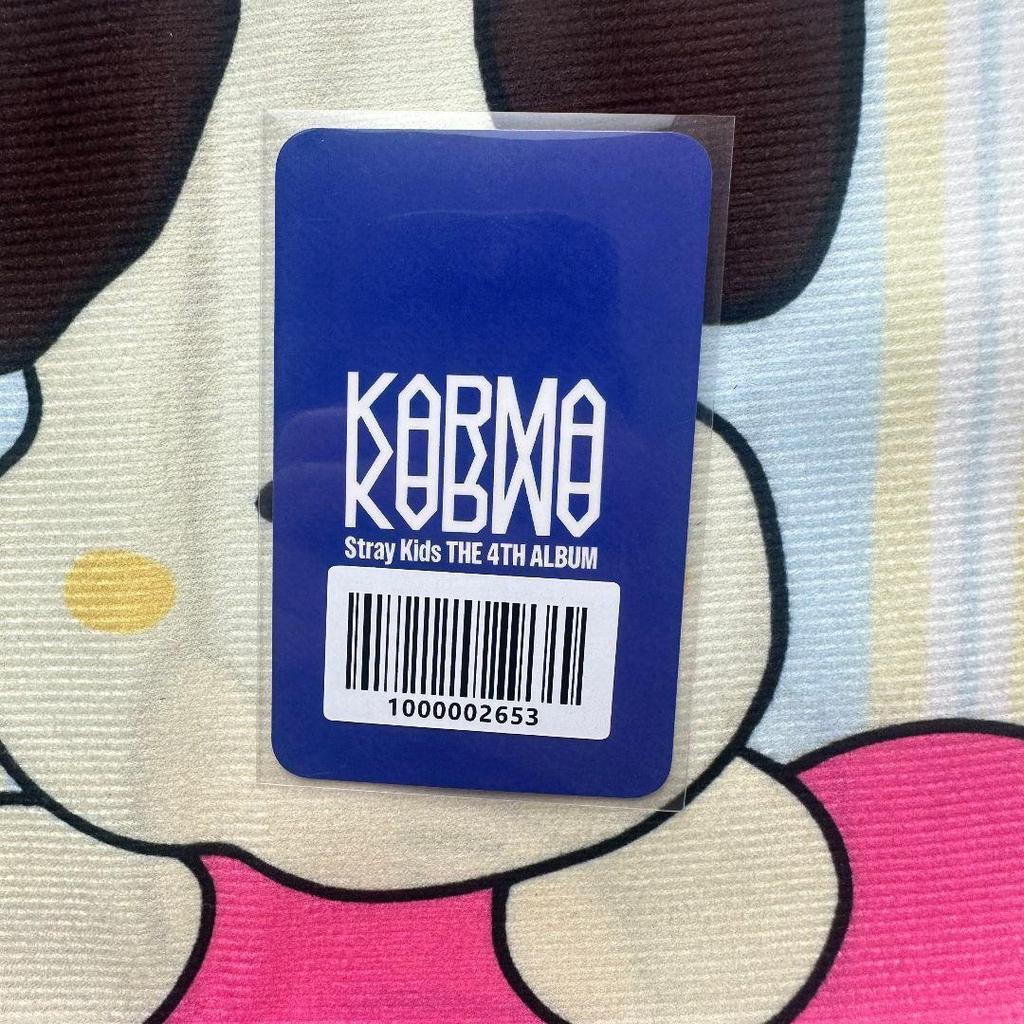 KARMA
Stray Kids THE 4TH ALBUM
1000002653